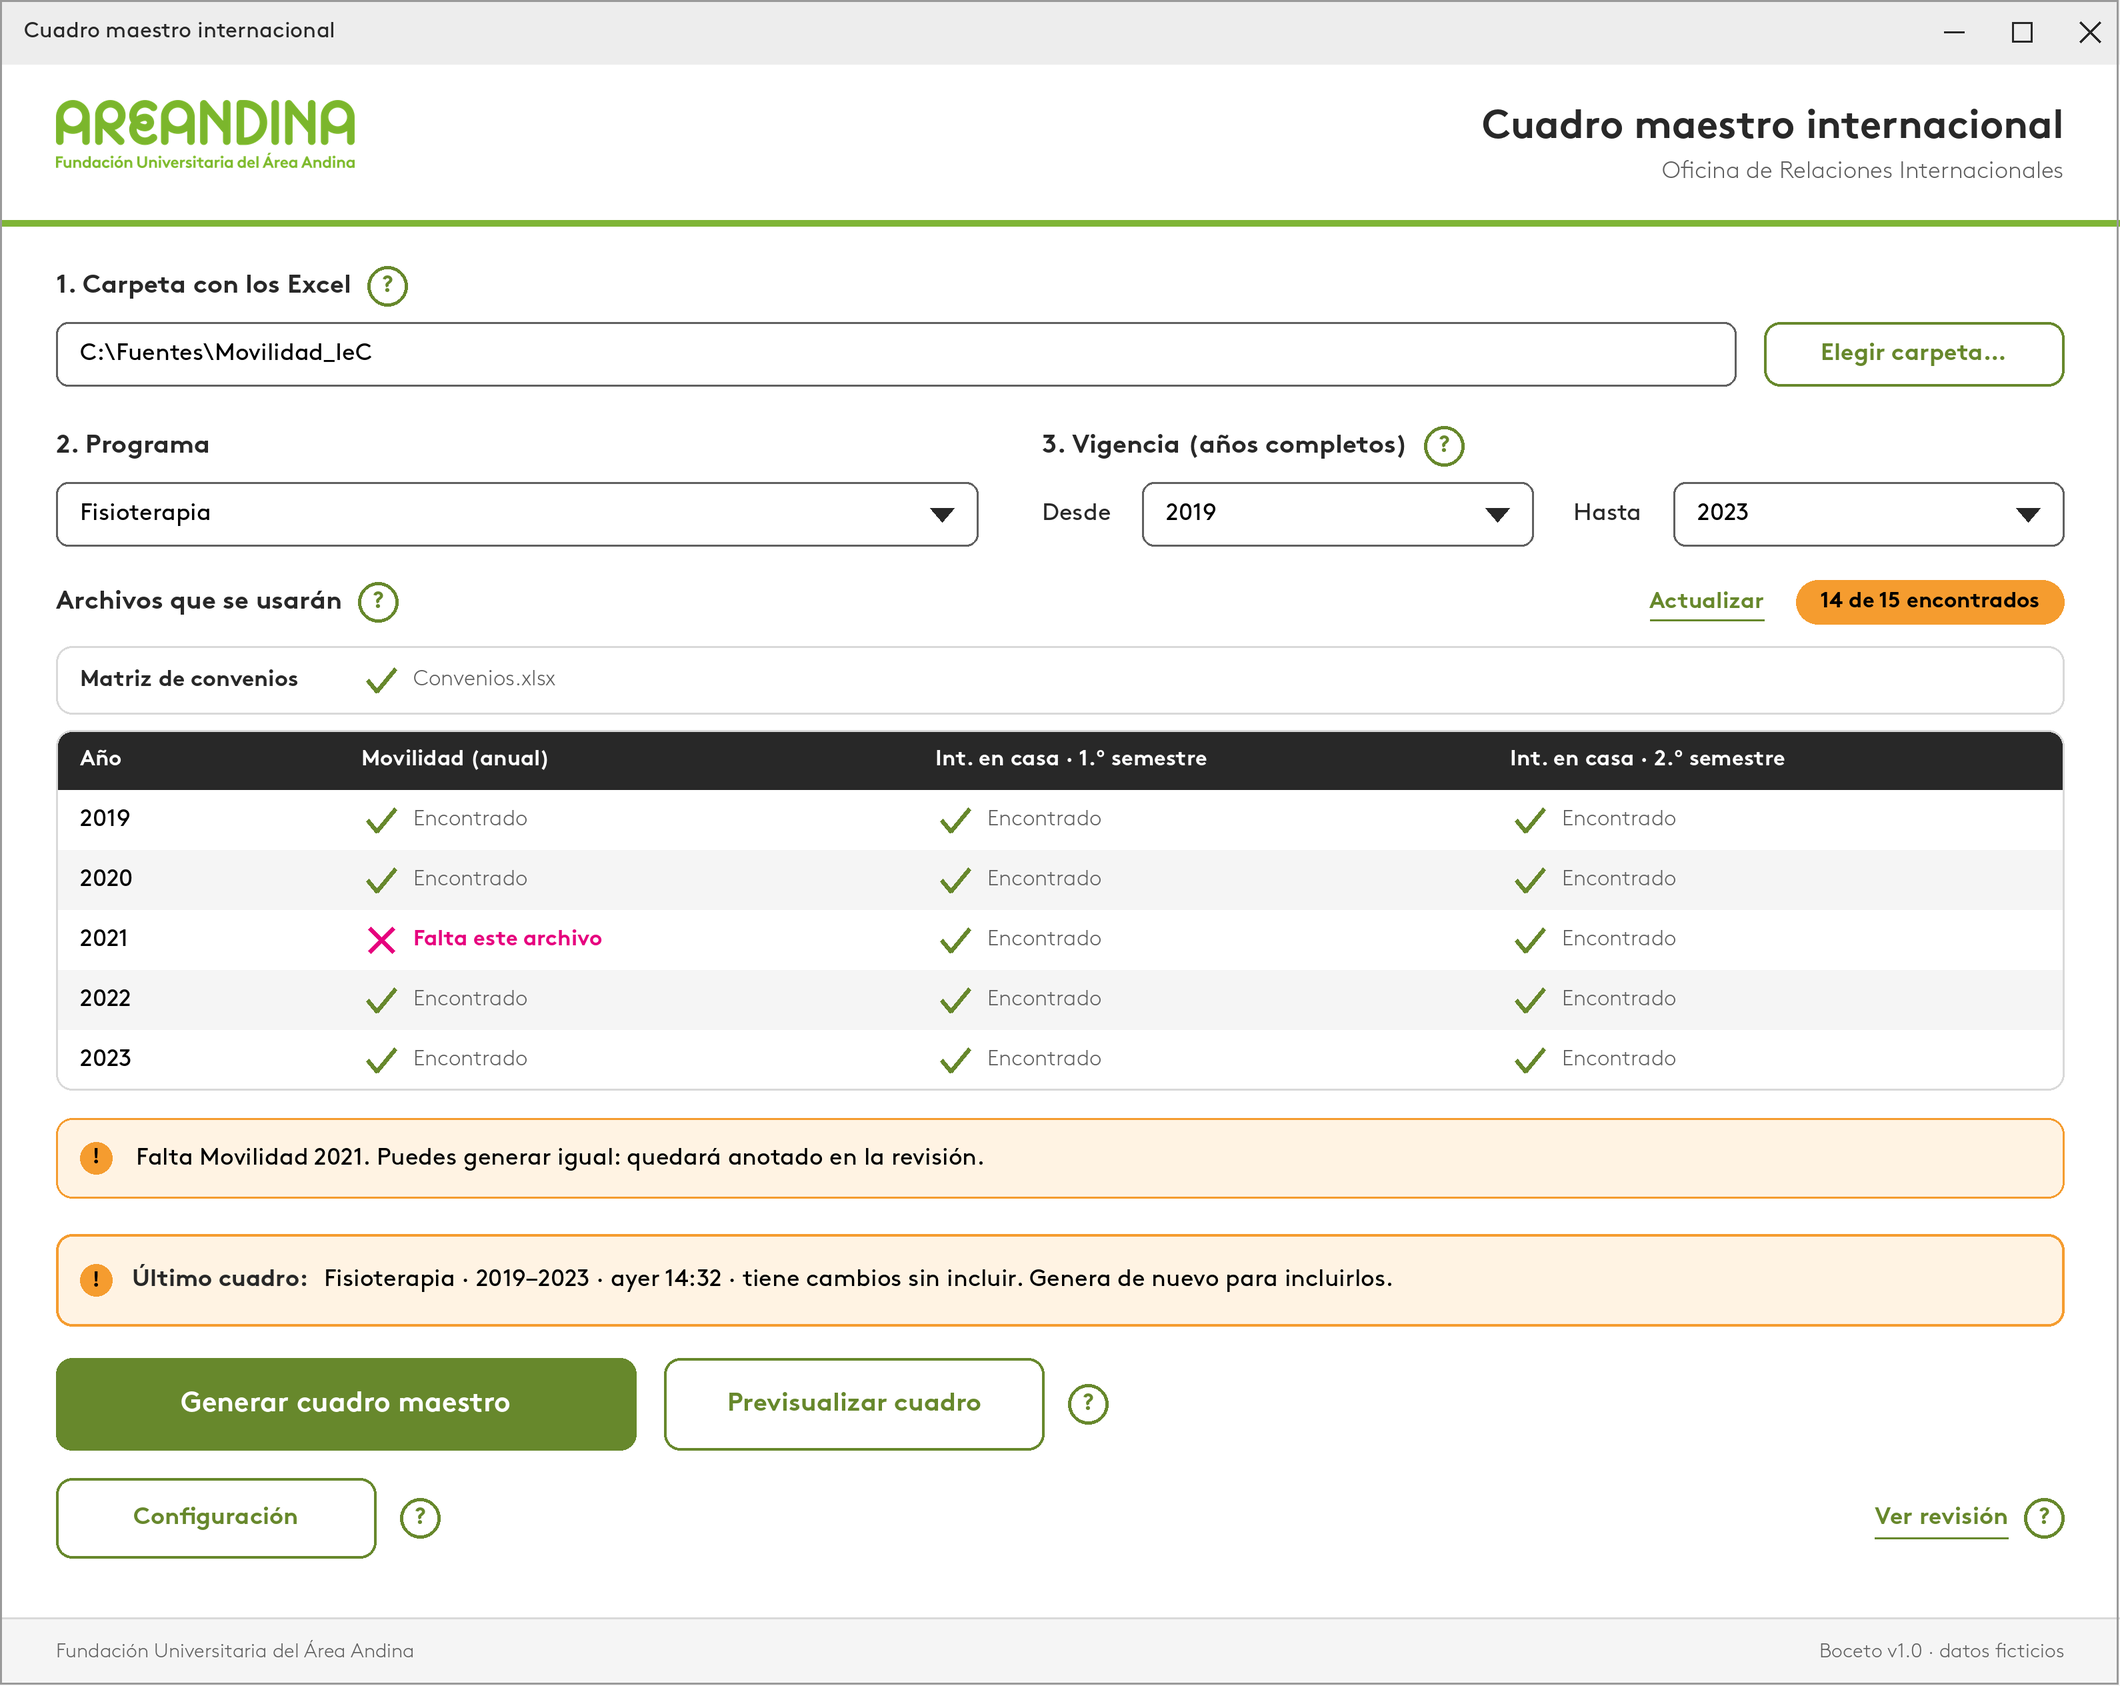 Cuadro maestro internacional
AREANDINA
Fundación Universitaria del Área Andina
Cuadro maestro internacional
Oficina de Relaciones Internacionales
1. Carpeta con los Excel ?
C:\Fuentes\Movilidad_IeC
Elegir carpeta...
2. Programa
3. Vigencia (años completos) ?
Fisioterapia
Desde 2019 Hasta 2023
Archivos que se usarán ?
Actualizar 14 de 15 encontrados
Matriz de convenios Convenios.xlsx
Año Movilidad (anual) Int. en casa · 1.° semestre Int. en casa · 2.° semestre
2019 Encontrado Encontrado Encontrado
2020 Encontrado Encontrado Encontrado
2021 Falta este archivo Encontrado Encontrado
2022 Encontrado Encontrado Encontrado
2023 Encontrado Encontrado Encontrado
! Falta Movilidad 2021. Puedes generar igual: quedará anotado en la revisión.
! Último cuadro: Fisioterapia · 2019–2023 · ayer 14:32 · tiene cambios sin incluir. Genera de nuevo para incluirlos.
Generar cuadro maestro
Previsualizar cuadro ?
Configuración ?
Ver revisión ?
Fundación Universitaria del Área Andina
Boceto v1.0 · datos ficticios